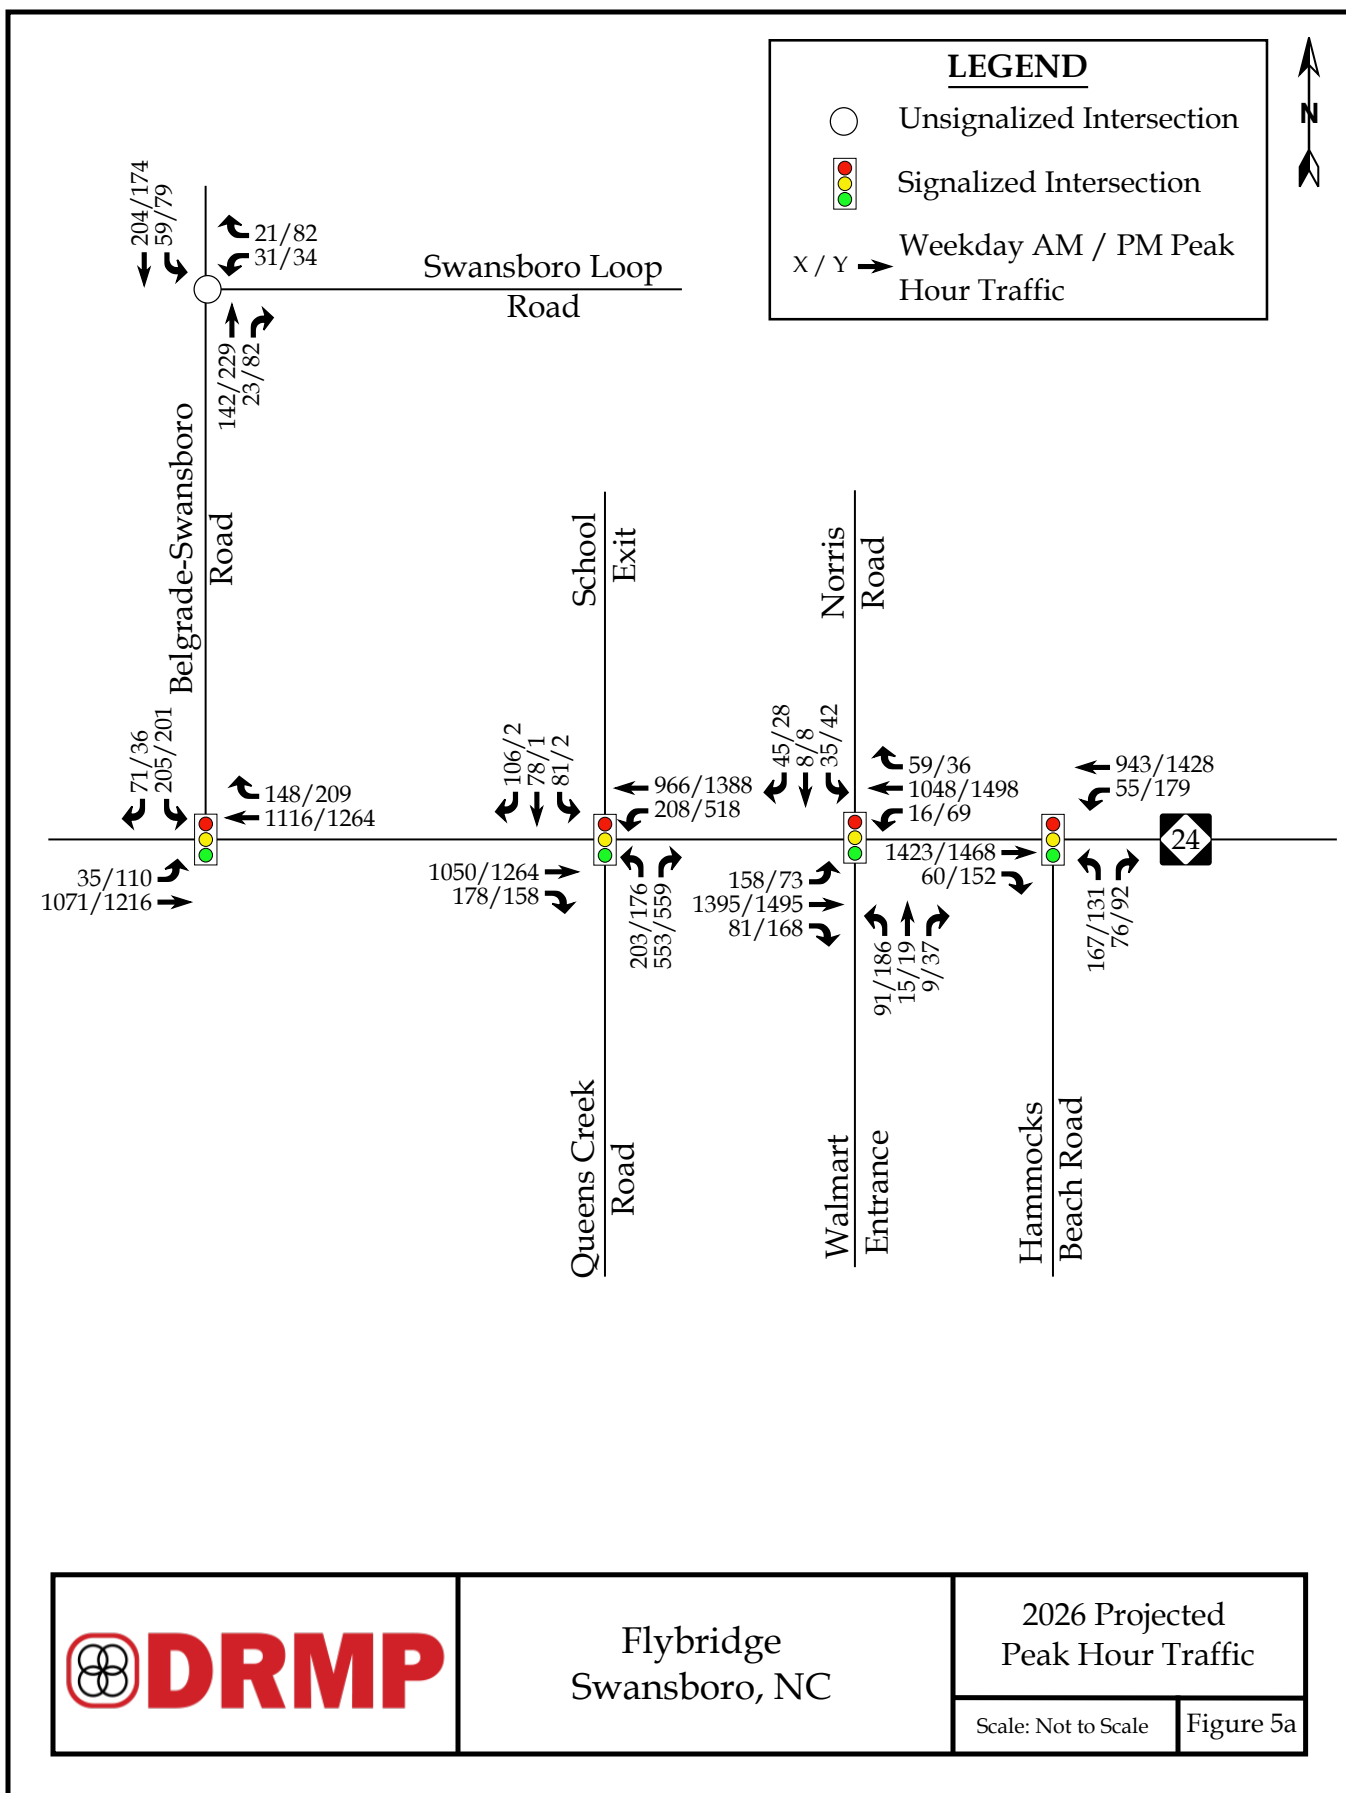 LEGEND
Unsignalized Intersection
Signalized Intersection
X / Y
Weekday AM / PM Peak
Hour Traffic
N
204/174
59/79
21/82
31/34
Swansboro Loop
Road
142/229
23/82
Belgrade-Swansboro
Road
School
Exit
Norris
Road
71/36
205/201
148/209
1116/1264
35/110
1071/1216
106/2
78/1
81/2
966/1388
208/518
1050/1264
178/158
203/176
553/559
45/28
8/8
35/42
59/36
1048/1498
16/69
158/73
1395/1495
81/168
91/186
15/19
9/37
943/1428
55/179
1423/1468
60/152
167/131
76/92
24
Queens Creek
Road
Walmart
Entrance
Hammocks
Beach Road
DRMP
Flybridge
Swansboro, NC
2026 Projected
Peak Hour Traffic
Scale: Not to Scale
Figure 5a